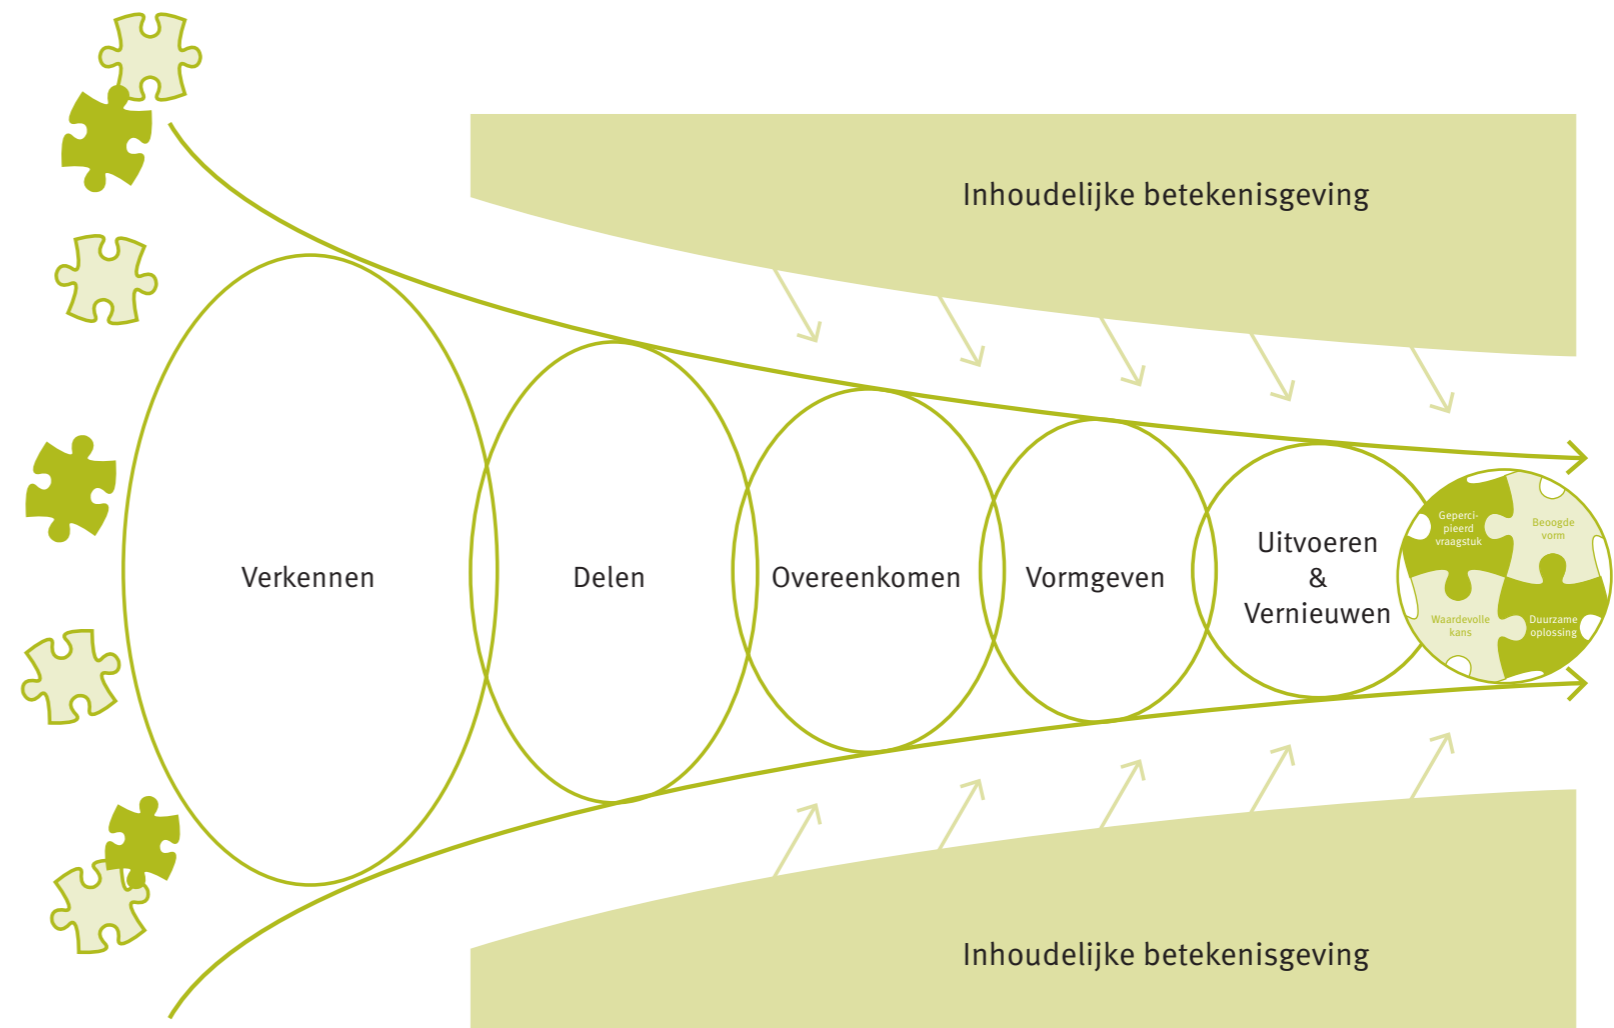 Inhoudelijke betekenisgeving
Verkennen
Delen
Overeenkomen
Vormgeven
Uitvoeren
&
Vernieuwen
Geperci-
pieerd
vraagstuk
Beoogde
vorm
Waardevolle
kans
Duurzame
oplossing
Inhoudelijke betekenisgeving